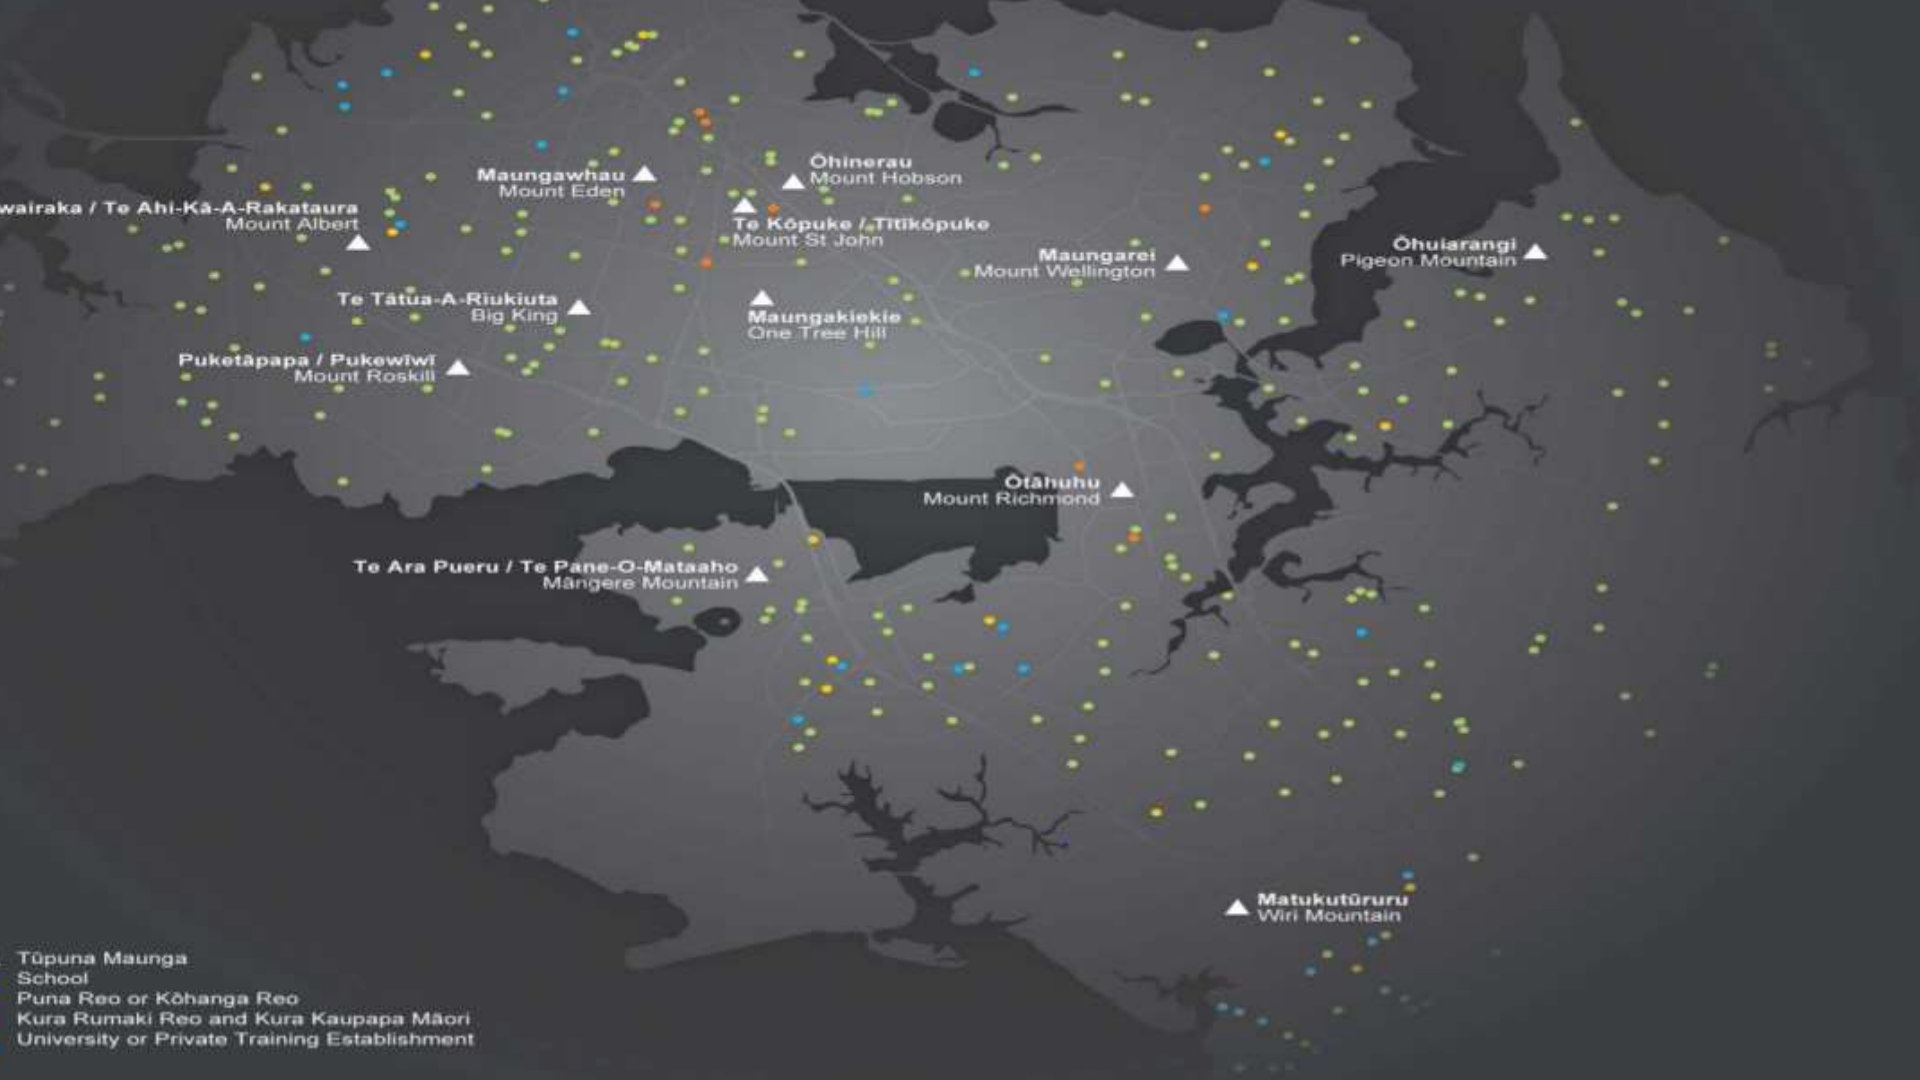 Maungawhau
Mount Eden
Ōhinerau
Mount Hobson
wairaka / Te Ahi-Kā-A-Rakataura
Mount Albert
Te Kōpuke / Tītīkōpuke
Mount St John
Maungarei
Mount Wellington
Ōhuiarangi
Pigeon Mountain
Te Tātua-A-Riukiuta
Big King
Maungakiekie
One Tree Hill
Puketāpapa / Pukewīwī
Mount Roskill
Ōtāhuhu
Mount Richmond
Te Ara Pueru / Te Pane-O-Mataaho
Māngere Mountain
Matukutūruru
Wiri Mountain
Tūpuna Maunga
School
Puna Reo or Kōhanga Reo
Kura Rumaki Reo and Kura Kaupapa Māori
University or Private Training Establishment